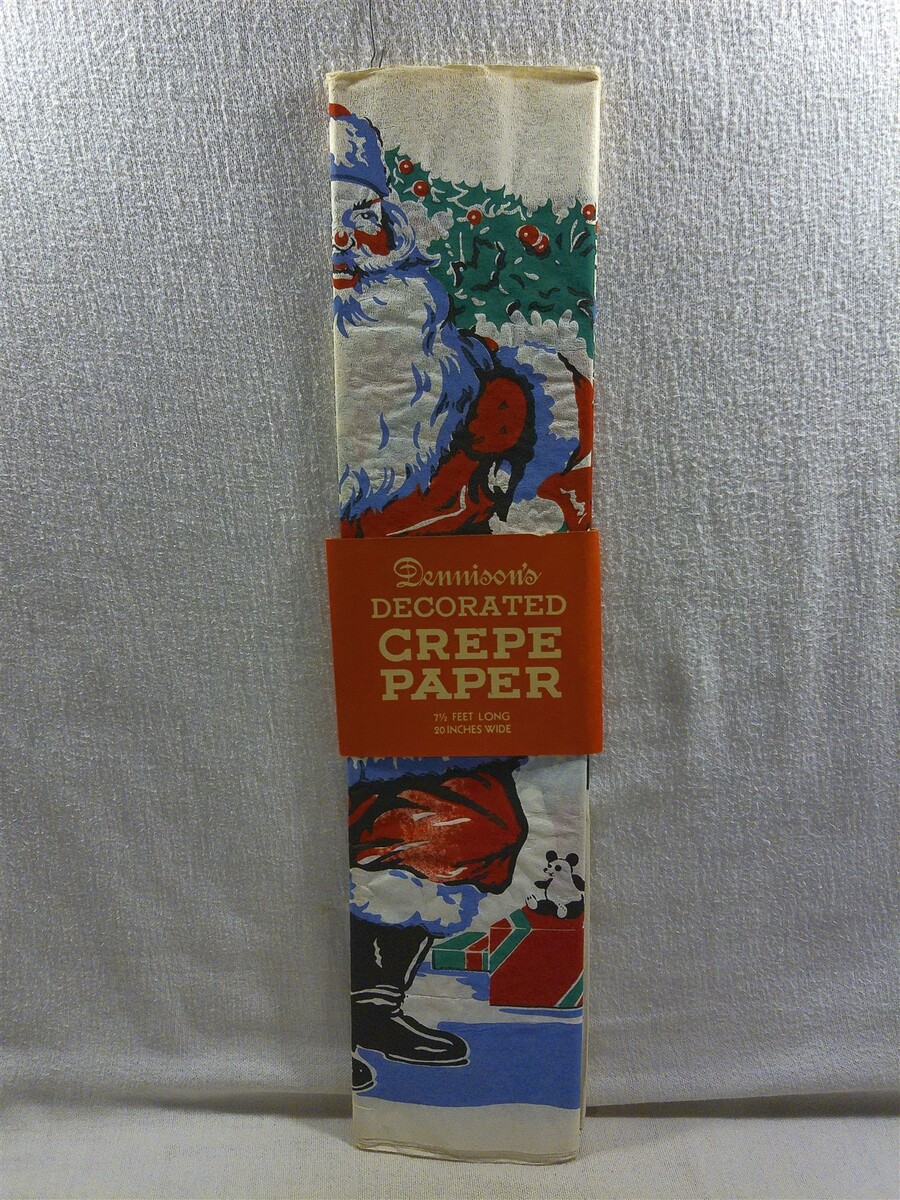 Dennison's
DECORATED
CREPE
PAPER
7½ FEET LONG
20 INCHES WIDE